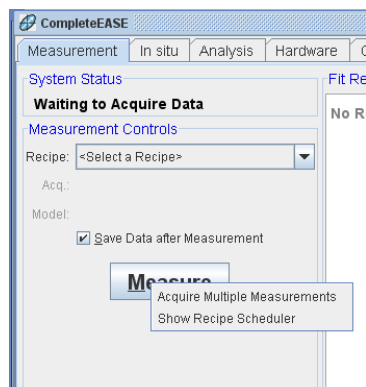 CompleteEASE
Measurement In situ Analysis Hardware
System Status
Fit Re
Waiting to Acquire Data
No R
Measurement Controls
Recipe: <Select a Recipe>
Acq.:
Model:
Save Data after Measurement
Measure
Acquire Multiple Measurements
Show Recipe Scheduler